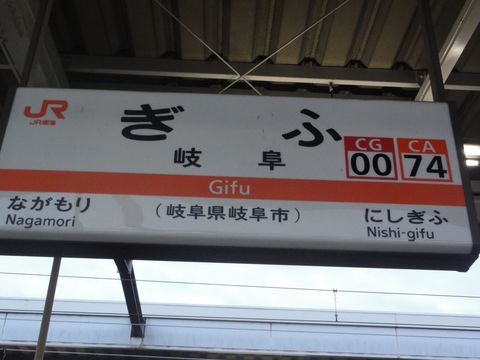 JR
JR東海
ぎ ふ
岐 阜
CG
00
CA
74
Gifu
ながもり
Nagamori
(岐阜県岐阜市)
にしぎふ
Nishi-gifu